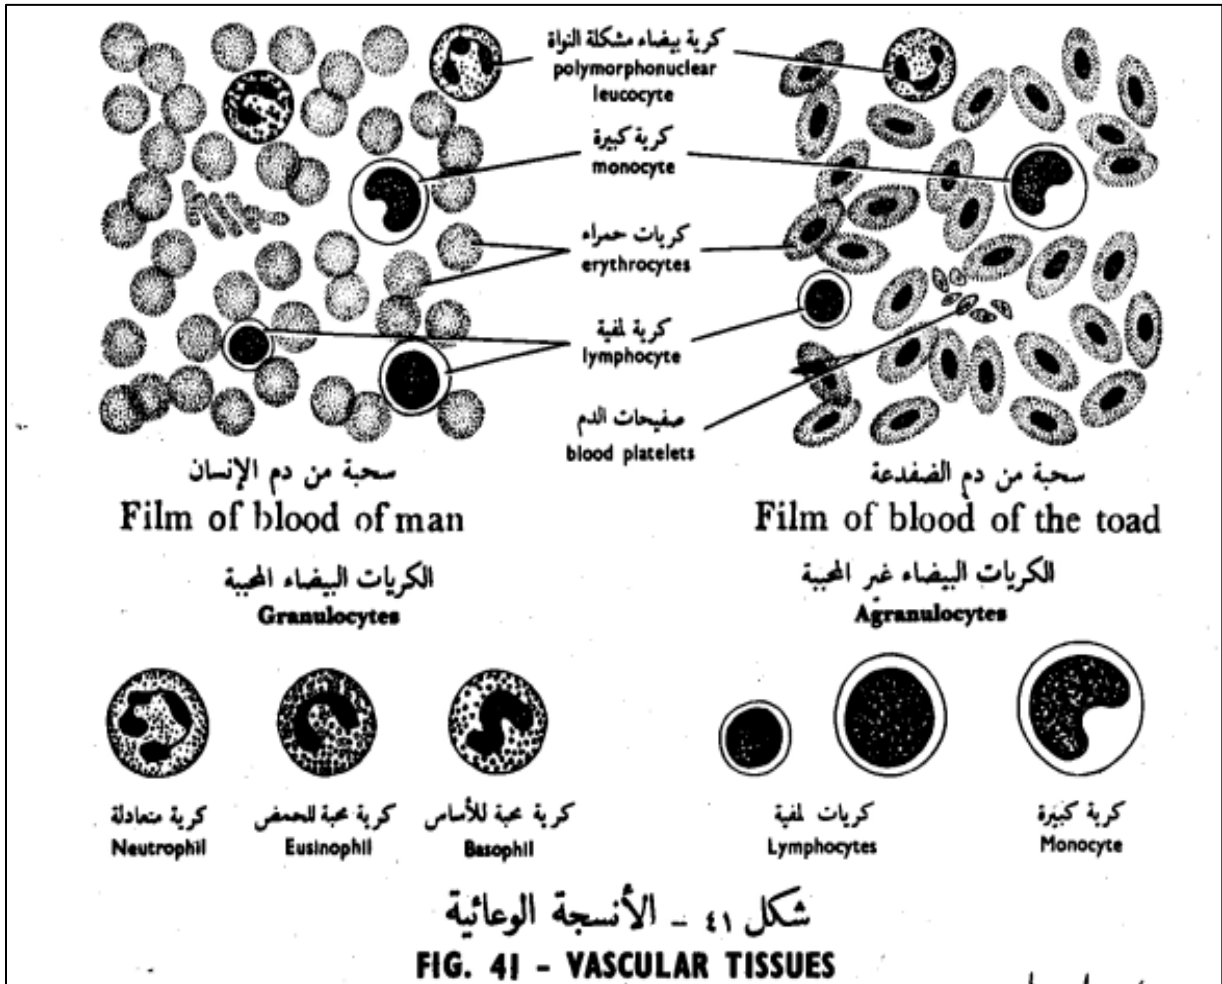 كرية بيضاء مشكلة النواة
polymorphonuclear
leucocyte
كرية كبيرة
monocyte
كريات حمراء
erythrocytes
كرية لمفية
lymphocyte
صفيحات الدم
blood platelets
سحبة من دم الإنسان
Film of blood of man
سحبة من دم الضفدعة
Film of blood of the toad
الكريات البيضاء المحببة
Granulocytes
الكريات البيضاء غير المحببة
Agranulocytes
كرية متعادلة
Neutrophil
كرية محبة للحمض
Eusinophil
كرية محبة للأساس
Basophil
كريات لمفية
Lymphocytes
كرية كبيرة
Monocyte
شكل ٤١ - الأنسجة الوعائية
FIG. 41 - VASCULAR TISSUES